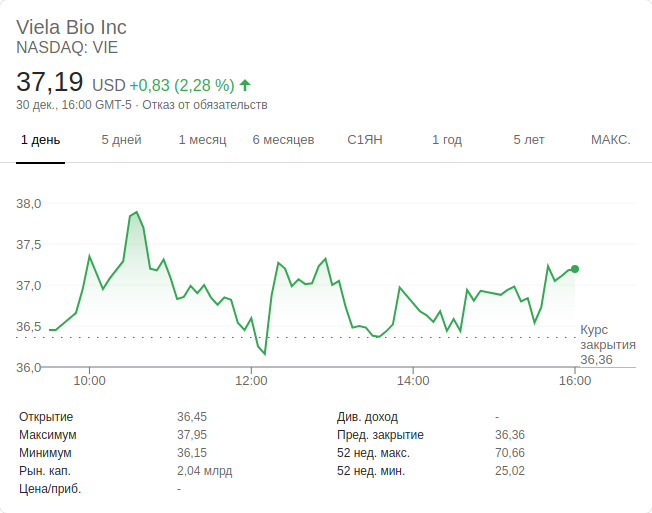 Viela Bio Inc
NASDAQ: VIE
37,19 USD +0,83 (2,28 %)
30 дек., 16:00 GMT-5 · Отказ от обязательств
1 день 5 дней 1 месяц 6 месяцев С1ЯН 1 год 5 лет МАКС.
38,0
37,5
37,0
36,5
36,0
Курс
закрытия
36,36
10:00 12:00 14:00 16:00
Открытие 36,45 Див. доход -
Максимум 37,95 Пред. закрытие 36,36
Минимум 36,15 52 нед. макс. 70,66
Рын. кап. 2,04 млрд 52 нед. мин. 25,02
Цена/приб. -